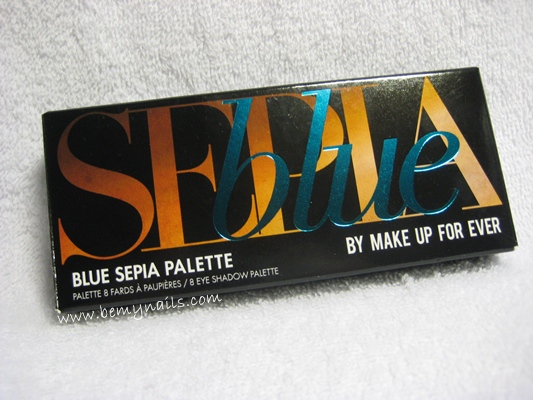 SEPIA
blue
BY MAKE UP FOR EVER
BLUE SEPIA PALETTE
PALETTE 8 FARDS À PAUPIÈRES / 8 EYE SHADOW PALETTE
www.bemynails.com